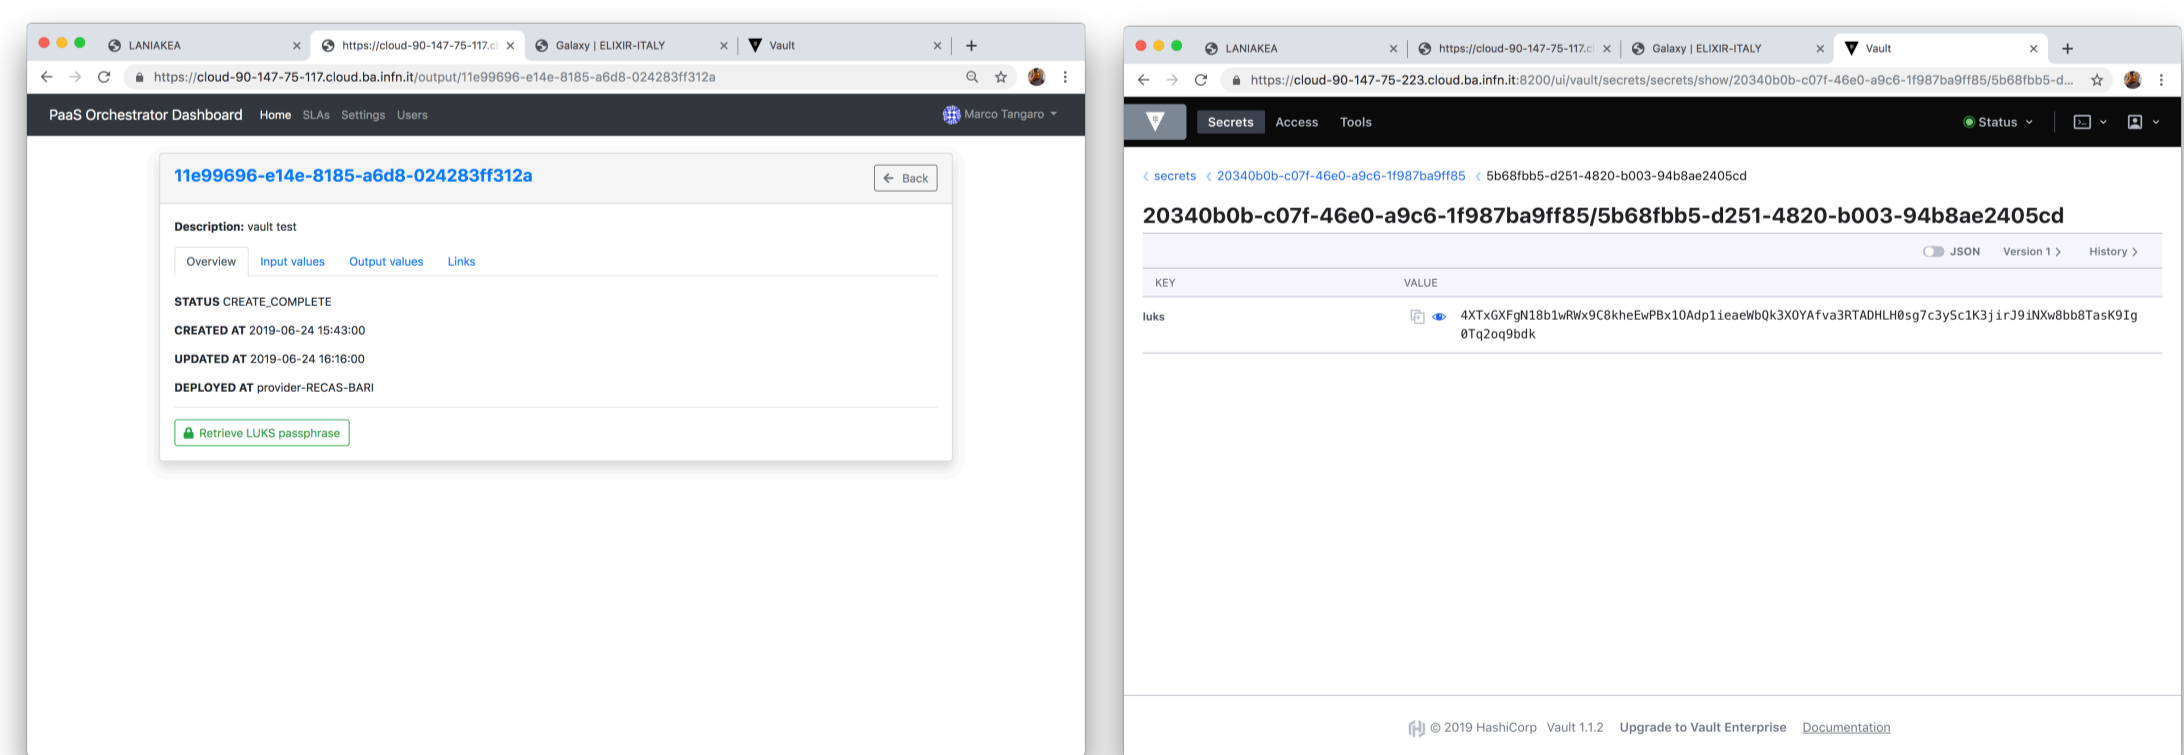 LANIAKEA
https://cloud-90-147-75-117.c
Galaxy | ELIXIR-ITALY
Vault
https://cloud-90-147-75-117.cloud.ba.infn.it/output/11e99696-e14e-8185-a6d8-024283ff312a
PaaS Orchestrator Dashboard Home SLAs Settings Users Marco Tangaro
11e99696-e14e-8185-a6d8-024283ff312a
Back
Description: vault test
Overview Input values Output values Links
STATUS CREATE_COMPLETE
CREATED AT 2019-06-24 15:43:00
UPDATED AT 2019-06-24 16:16:00
DEPLOYED AT provider-RECAS-BARI
Retrieve LUKS passphrase
LANIAKEA
https://cloud-90-147-75-117.c
Galaxy | ELIXIR-ITALY
Vault
https://cloud-90-147-75-223.cloud.ba.infn.it:8200/ui/vault/secrets/secrets/show/20340b0b-c07f-46e0-a9c6-1f987ba9ff85/5b68fbb5-d...
Secrets Access Tools Status
secrets 20340b0b-c07f-46e0-a9c6-1f987ba9ff85 5b68fbb5-d251-4820-b003-94b8ae2405cd
20340b0b-c07f-46e0-a9c6-1f987ba9ff85/5b68fbb5-d251-4820-b003-94b8ae2405cd
JSON Version 1 History
KEY VALUE
luks 4XTxGXFgN18b1wRWx9C8kheEwPBx1OAdp1ieaeWbQk3XOYAfva3RTADHLH0sg7c3ySc1K3jirJ9iNXw8bb8TasK9Ig
0Tq2oq9bdk
© 2019 HashiCorp Vault 1.1.2 Upgrade to Vault Enterprise Documentation